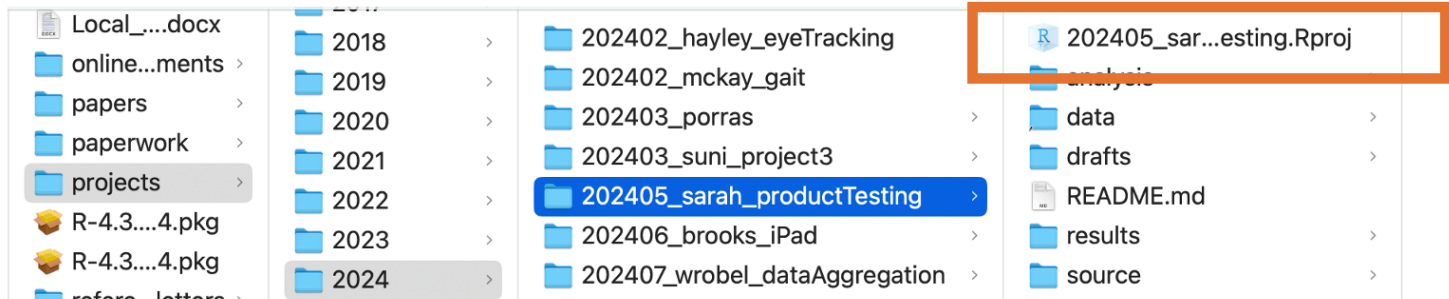 Local_....docx
online...ments
papers
paperwork
projects
R-4.3....4.pkg
R-4.3....4.pkg
2017
2018
2019
2020
2021
2022
2023
2024
202402_hayley_eyeTracking
202402_mckay_gait
202403_porras
202403_suni_project3
202405_sarah_productTesting
202406_brooks_iPad
202407_wrobel_dataAggregation
202405_sar...esting.Rproj
analysis
data
drafts
README.md
results
source